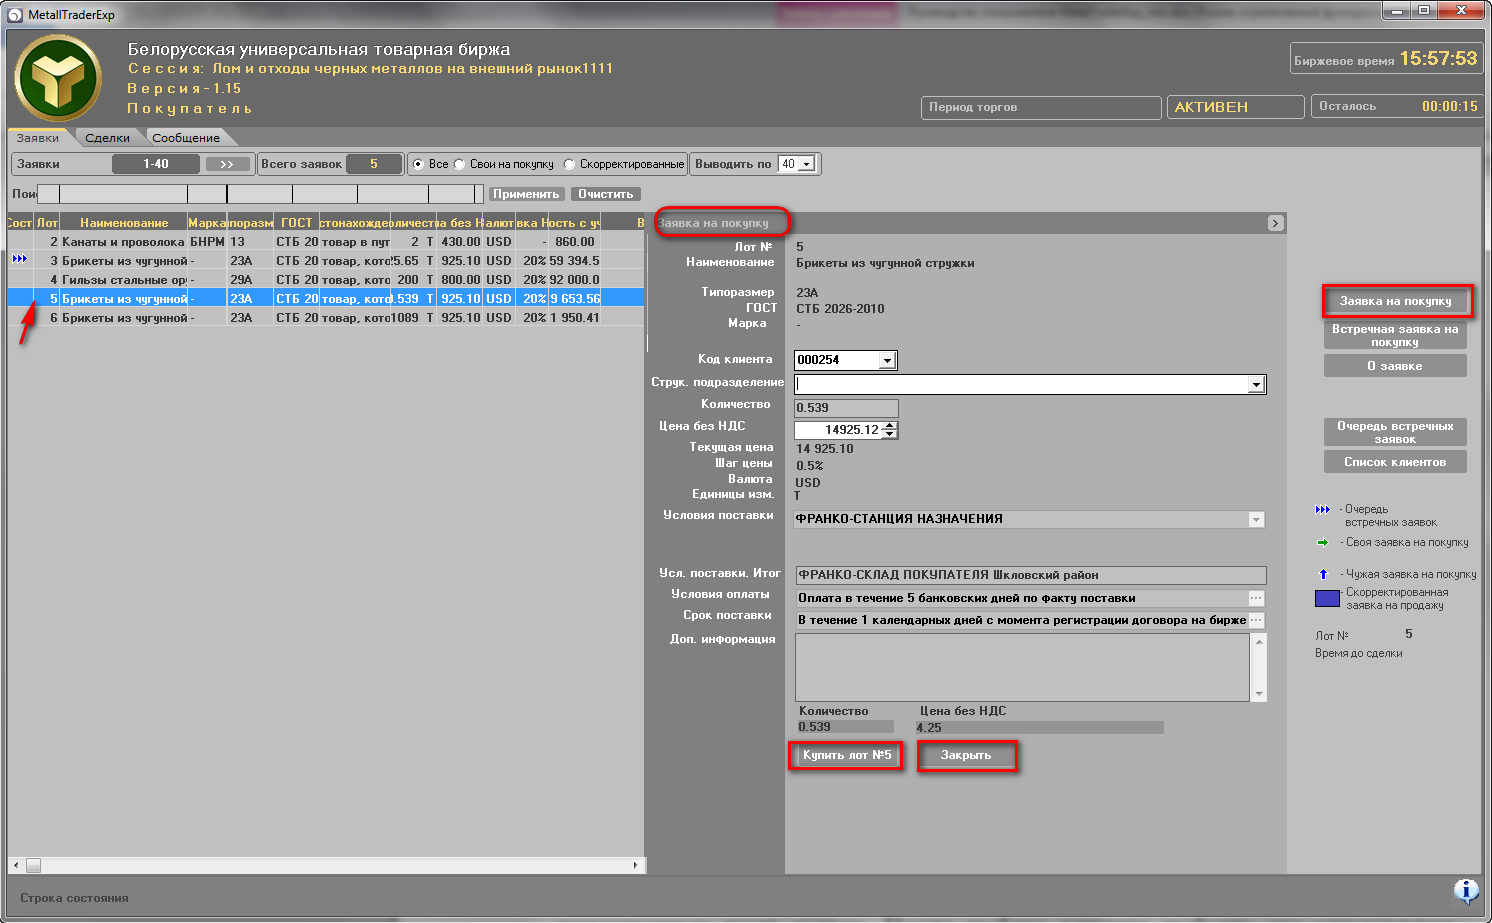 MetallTraderExp
Белорусская универсальная товарная биржа
Сессия: Лом и отходы черных металлов на внешний рынок1111
Версия-1.15
Покупатель
Биржевое время 15:57:53
Период торгов
АКТИВЕН
Осталось 00:00:15
Заявки Сделки Сообщение
Заявки 1-40 >> Всего заявок 5 Все Свои на покупку Скорректированные Выводить по 40
Пои Применить Очистить
Сост Лот Наименование Марка поразм ГОСТ стонахожде оличест а без Н алют вка Н ость с у В
2 Канаты и проволока БНРМ 13 СТБ 20 товар в пут 2 Т 430.00 USD - 860.00
3 Брикеты из чугунной - 23А СТБ 20 товар, кото 5.65 Т 925.10 USD 20% 59 394.5
4 Гильзы стальные ор - 29А СТБ 20 товар, кото 200 Т 800.00 USD 20% 92 000.0
5 Брикеты из чугунной - 23А СТБ 20 товар, кото .539 Т 925.10 USD 20% 9 653.56
6 Брикеты из чугунной - 23А СТБ 20 товар, кото 1089 Т 925.10 USD 20% 1 950.41
Заявка на покупку >
Лот № 5
Наименование Брикеты из чугунной стружки
Типоразмер 23А
ГОСТ СТБ 2026-2010
Марка -
Код клиента 000254
Струк. подразделение
Количество 0.539
Цена без НДС 14925.12
Текущая цена 14 925.10
Шаг цены 0.5%
Валюта USD
Единицы изм. Т
Условия поставки ФРАНКО-СТАНЦИЯ НАЗНАЧЕНИЯ
Усл. поставки. Итог ФРАНКО-СКЛАД ПОКУПАТЕЛЯ Шкловский район
Условия оплаты Оплата в течение 5 банковских дней по факту поставки ...
Срок поставки В течение 1 календарных дней с момента регистрации договора на бирже ...
Доп. информация
Количество Цена без НДС
0.539 4.25
Купить лот №5 Закрыть
Заявка на покупку
Встречная заявка на
покупку
О заявке
Очередь встречных
заявок
Список клиентов
- Очередь
встречных заявок
- Своя заявка на покупку
- Чужая заявка на покупку
- Скорректированная
заявка на продажу
Лот № 5
Время до сделки
Строка состояния